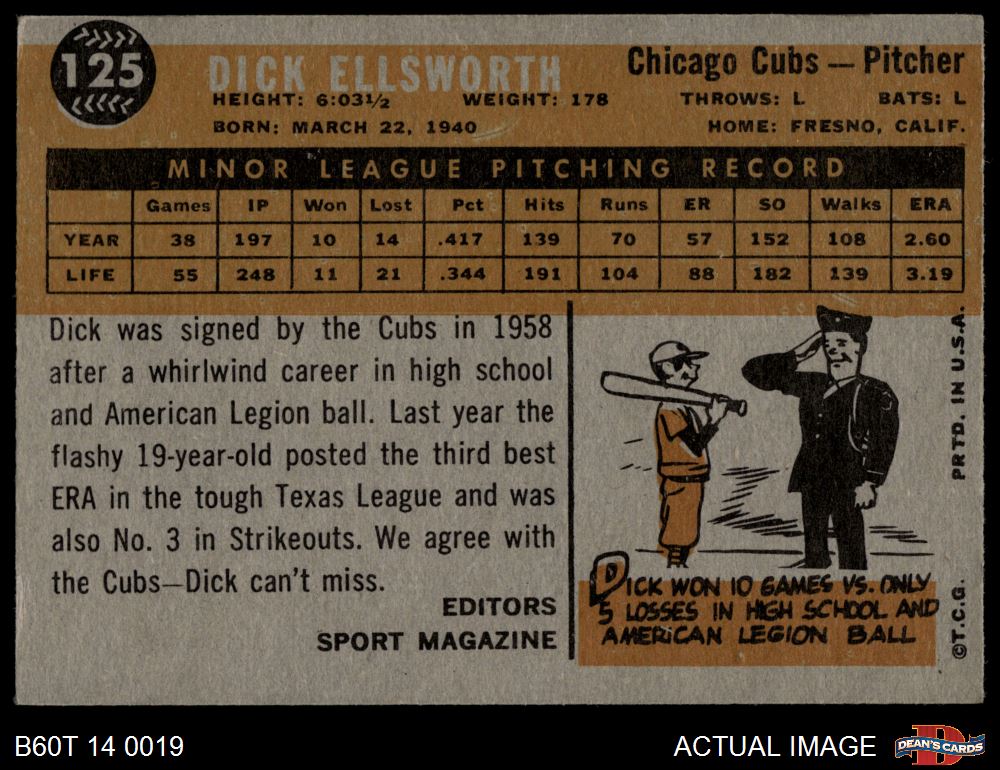 125
DICK ELLSWORTH
Chicago Cubs — Pitcher
HEIGHT: 6:03½ WEIGHT: 178 THROWS: L BATS: L
BORN: MARCH 22, 1940 HOME: FRESNO, CALIF.
MINOR LEAGUE PITCHING RECORD
Games IP Won Lost Pct Hits Runs ER SO Walks ERA
YEAR 38 197 10 14 .417 139 70 57 152 108 2.60
LIFE 55 248 11 21 .344 191 104 88 182 139 3.19
Dick was signed by the Cubs in 1958
after a whirlwind career in high school
and American Legion ball. Last year the
flashy 19-year-old posted the third best
ERA in the tough Texas League and was
also No. 3 in Strikeouts. We agree with
the Cubs—Dick can't miss.
EDITORS
SPORT MAGAZINE
DICK WON 10 GAMES VS. ONLY
5 LOSSES IN HIGH SCHOOL AND
AMERICAN LEGION BALL
©T.C.G. PRTD. IN U.S.A.
B60T 14 0019
ACTUAL IMAGE
D
DEAN'S CARDS